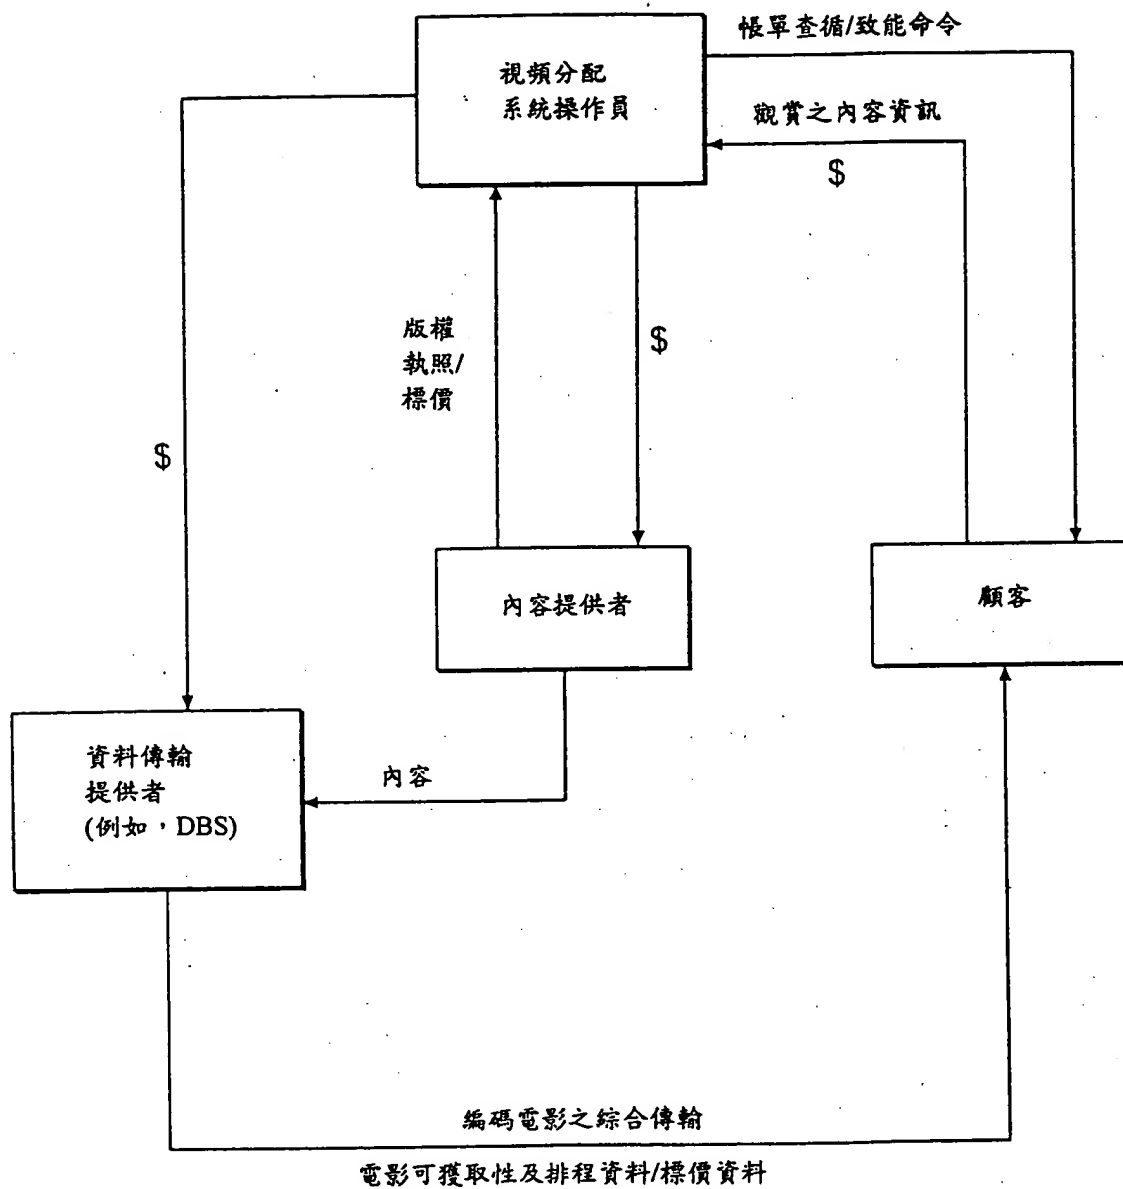 帳單查循/致能命令
視頻分配
系統操作員
觀賞之內容資訊
$
版權
執照/
標價
$
$
內容提供者
顧客
資料傳輸
提供者
(例如，DBS)
內容
編碼電影之綜合傳輸
電影可獲取性及排程資料/標價資料